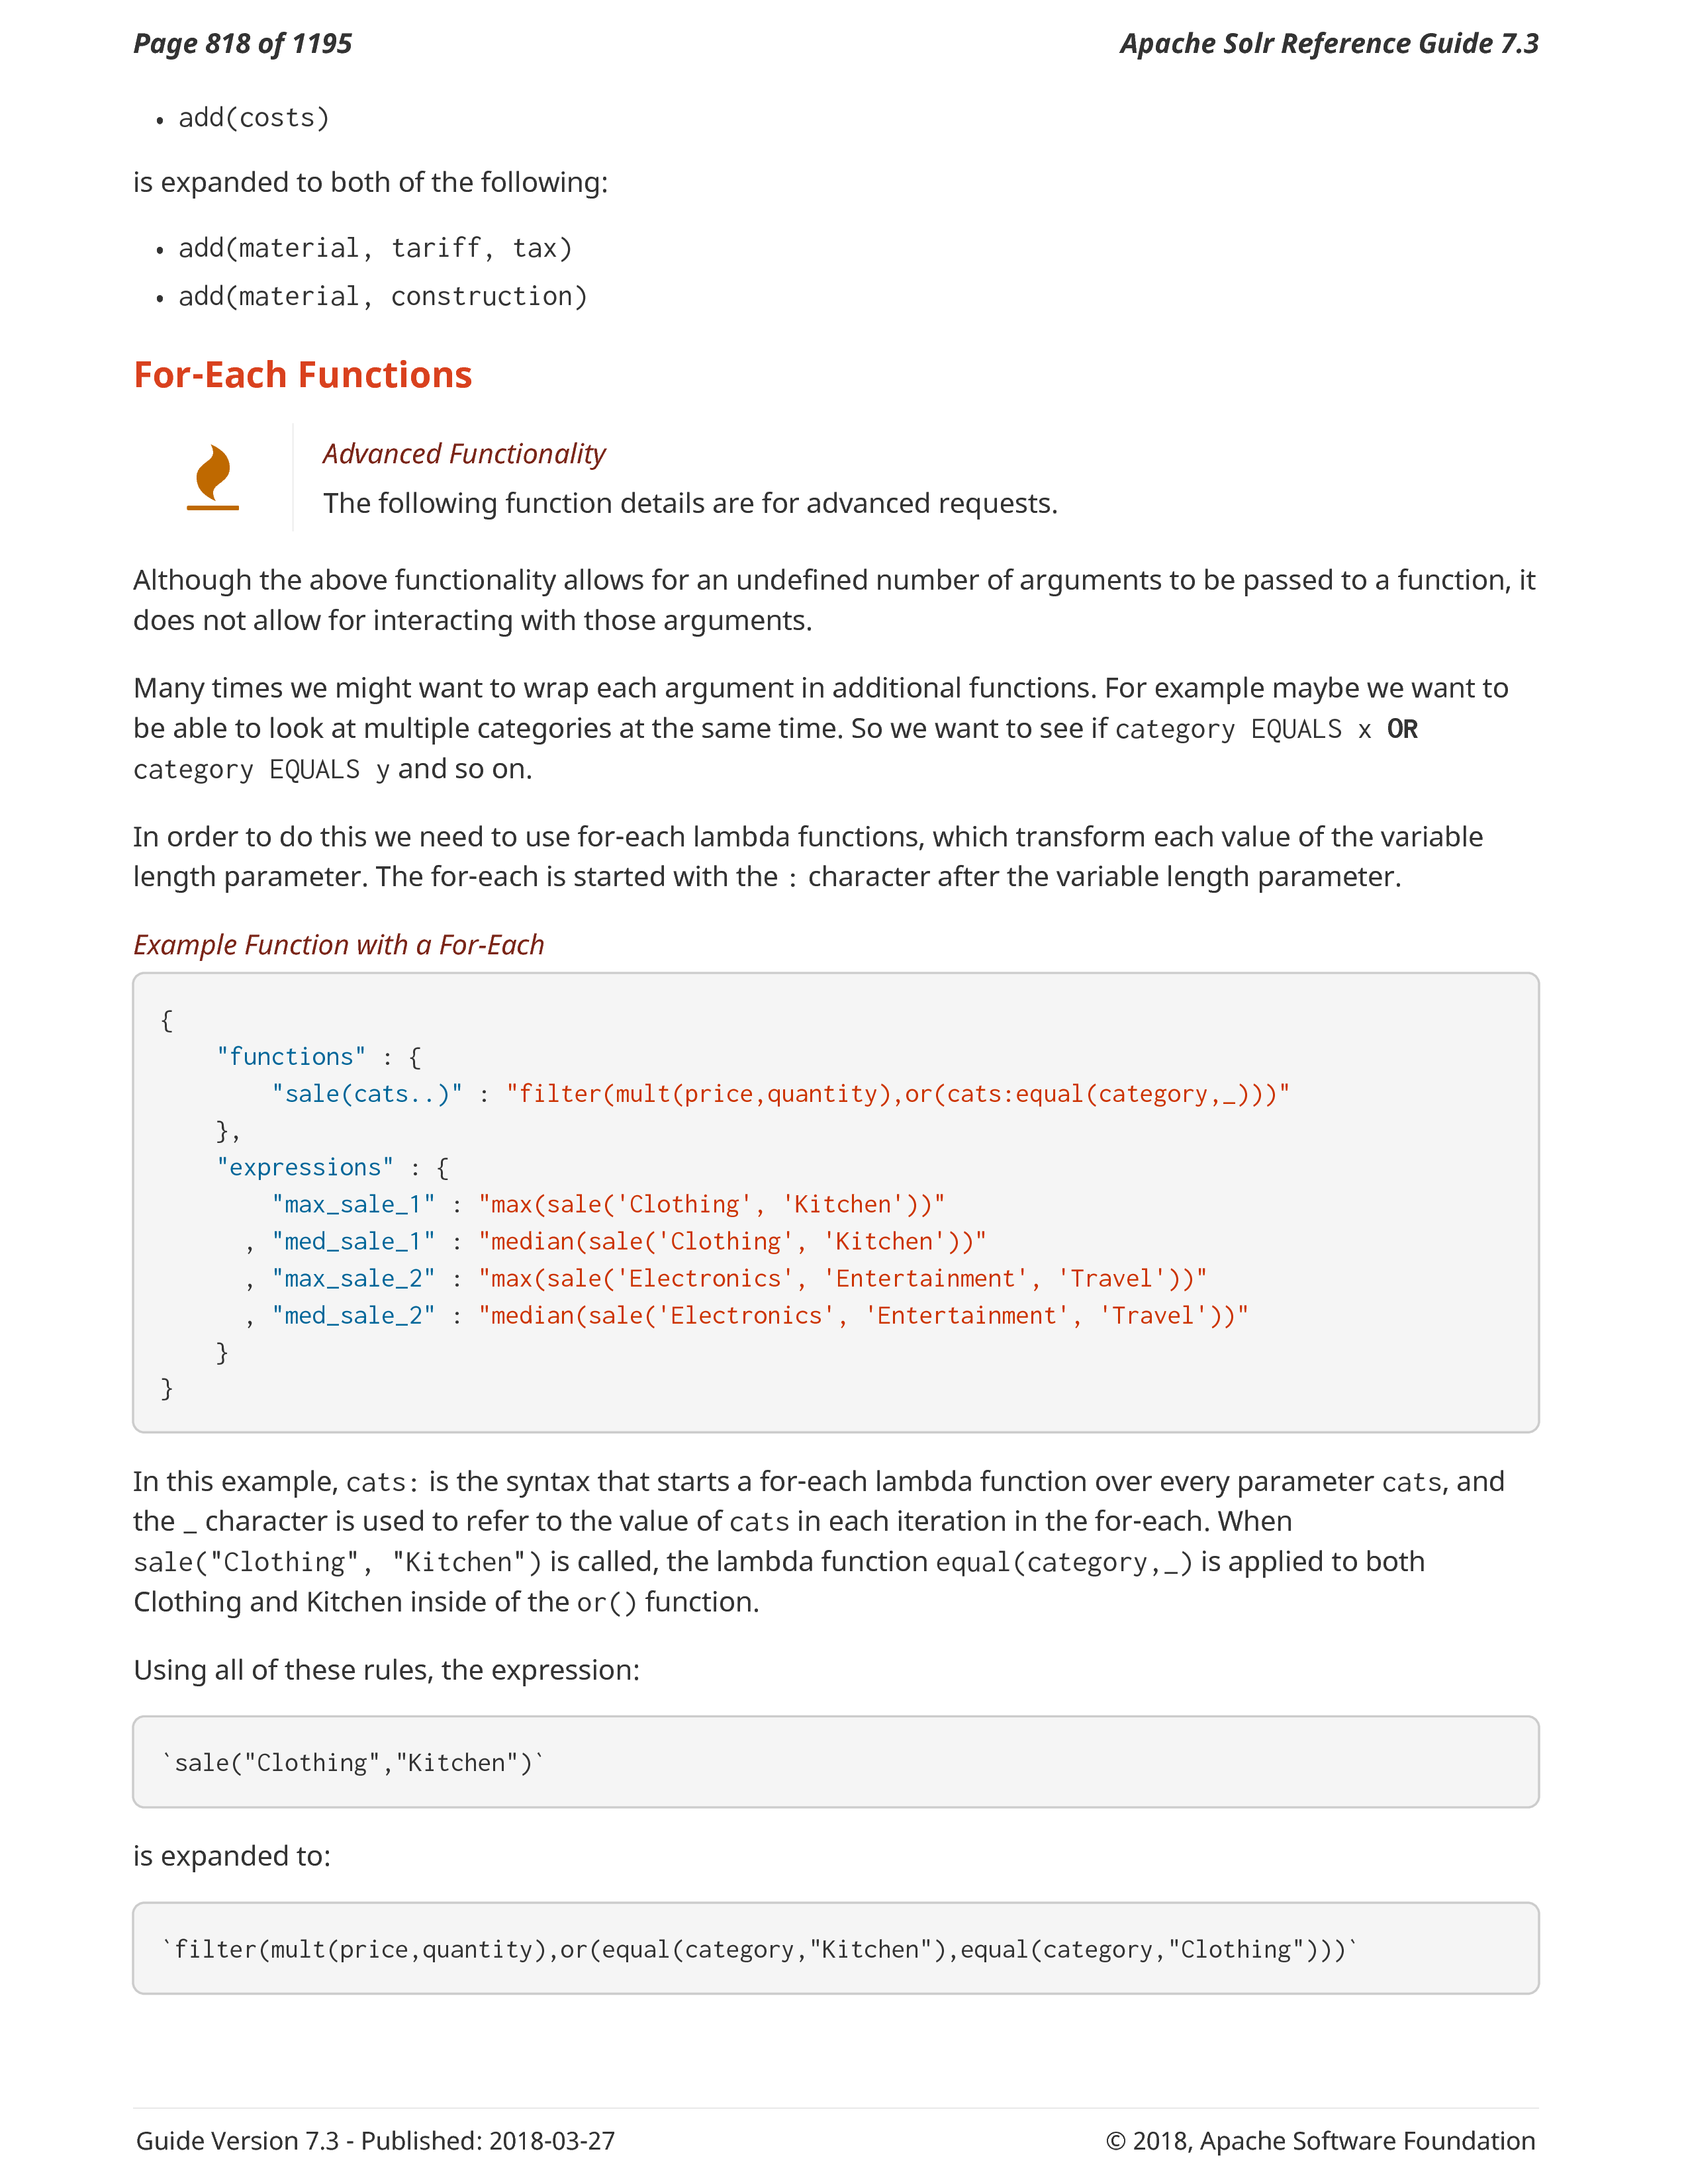 Page 818 of 1195
Apache Solr Reference Guide 7.3
• add(costs)
is expanded to both of the following:
• add(material, tariff, tax)
• add(material, construction)
For-Each Functions
Advanced Functionality
The following function details are for advanced requests.
Although the above functionality allows for an undefined number of arguments to be passed to a function, it
does not allow for interacting with those arguments.
Many times we might want to wrap each argument in additional functions. For example maybe we want to
be able to look at multiple categories at the same time. So we want to see if category EQUALS x OR
category EQUALS y and so on.
In order to do this we need to use for-each lambda functions, which transform each value of the variable
length parameter. The for-each is started with the : character after the variable length parameter.
Example Function with a For-Each
{
    "functions" : {
        "sale(cats..)" : "filter(mult(price,quantity),or(cats:equal(category,_)))"
    },
    "expressions" : {
        "max_sale_1" : "max(sale('Clothing', 'Kitchen'))"
      , "med_sale_1" : "median(sale('Clothing', 'Kitchen'))"
      , "max_sale_2" : "max(sale('Electronics', 'Entertainment', 'Travel'))"
      , "med_sale_2" : "median(sale('Electronics', 'Entertainment', 'Travel'))"
    }
}
In this example, cats: is the syntax that starts a for-each lambda function over every parameter cats, and
the _ character is used to refer to the value of cats in each iteration in the for-each. When
sale("Clothing", "Kitchen") is called, the lambda function equal(category,_) is applied to both
Clothing and Kitchen inside of the or() function.
Using all of these rules, the expression:
`sale("Clothing","Kitchen")`
is expanded to:
`filter(mult(price,quantity),or(equal(category,"Kitchen"),equal(category,"Clothing")))`
Guide Version 7.3 - Published: 2018-03-27
© 2018, Apache Software Foundation